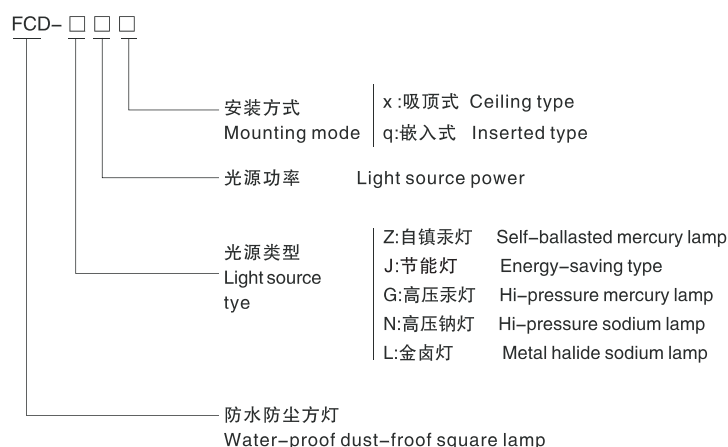 FCD-□□□
安装方式
Mounting mode
x :吸顶式 Ceiling type
q:嵌入式 Inserted type
光源功率 Light source power
光源类型
Light source
tye
Z:自镇汞灯 Self-ballasted mercury lamp
J:节能灯 Energy-saving type
G:高压汞灯 Hi-pressure mercury lamp
N:高压钠灯 Hi-pressure sodium lamp
L:金卤灯 Metal halide sodium lamp
防水防尘方灯
Water-proof dust-froof square lamp